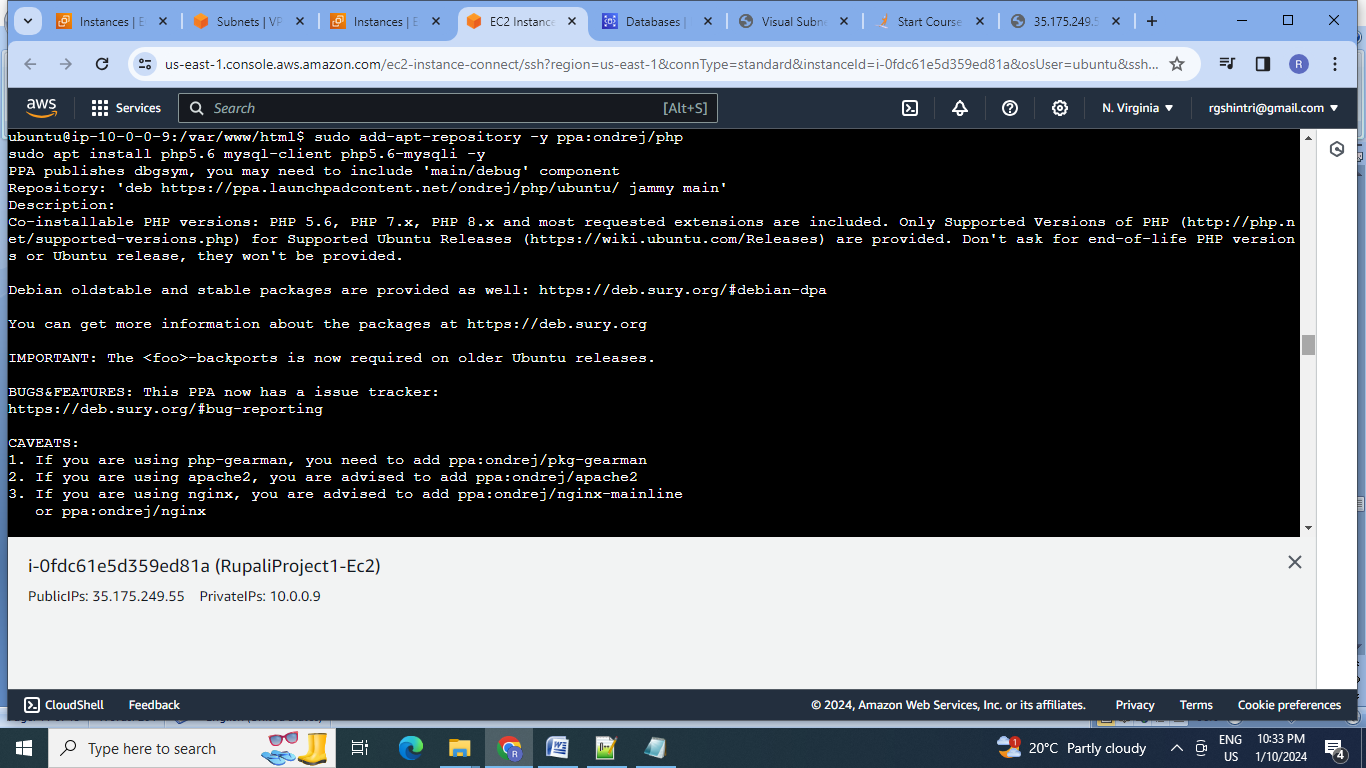 Instances | E
Subnets | VP
Instances | E
EC2 Instance
Databases |
Visual Subn
Start Course
35.175.249.5
us-east-1.console.aws.amazon.com/ec2-instance-connect/ssh?region=us-east-1&connType=standard&instanceId=i-0fdc61e5d359ed81a&osUser=ubuntu&ssh...
R
aws
Services
Search
[Alt+S]
N. Virginia
rgshintri@gmail.com
ubuntu@ip-10-0-0-9:/var/www/html$ sudo add-apt-repository -y ppa:ondrej/php
sudo apt install php5.6 mysql-client php5.6-mysqli -y
PPA publishes dbgsym, you may need to include 'main/debug' component
Repository: 'deb https://ppa.launchpadcontent.net/ondrej/php/ubuntu/ jammy main'
Description:
Co-installable PHP versions: PHP 5.6, PHP 7.x, PHP 8.x and most requested extensions are included. Only Supported Versions of PHP (http://php.n
et/supported-versions.php) for Supported Ubuntu Releases (https://wiki.ubuntu.com/Releases) are provided. Don't ask for end-of-life PHP version
s or Ubuntu release, they won't be provided.
Debian oldstable and stable packages are provided as well: https://deb.sury.org/#debian-dpa
You can get more information about the packages at https://deb.sury.org
IMPORTANT: The <foo>-backports is now required on older Ubuntu releases.
BUGS&FEATURES: This PPA now has a issue tracker:
https://deb.sury.org/#bug-reporting
CAVEATS:
1. If you are using php-gearman, you need to add ppa:ondrej/pkg-gearman
2. If you are using apache2, you are advised to add ppa:ondrej/apache2
3. If you are using nginx, you are advised to add ppa:ondrej/nginx-mainline
or ppa:ondrej/nginx
i-0fdc61e5d359ed81a (RupaliProject1-Ec2)
PublicIPs: 35.175.249.55 PrivateIPs: 10.0.0.9
CloudShell
Feedback
© 2024, Amazon Web Services, Inc. or its affiliates.
Privacy
Terms
Cookie preferences
Type here to search
20°C Partly cloudy
ENG
US
10:33 PM
1/10/2024
4